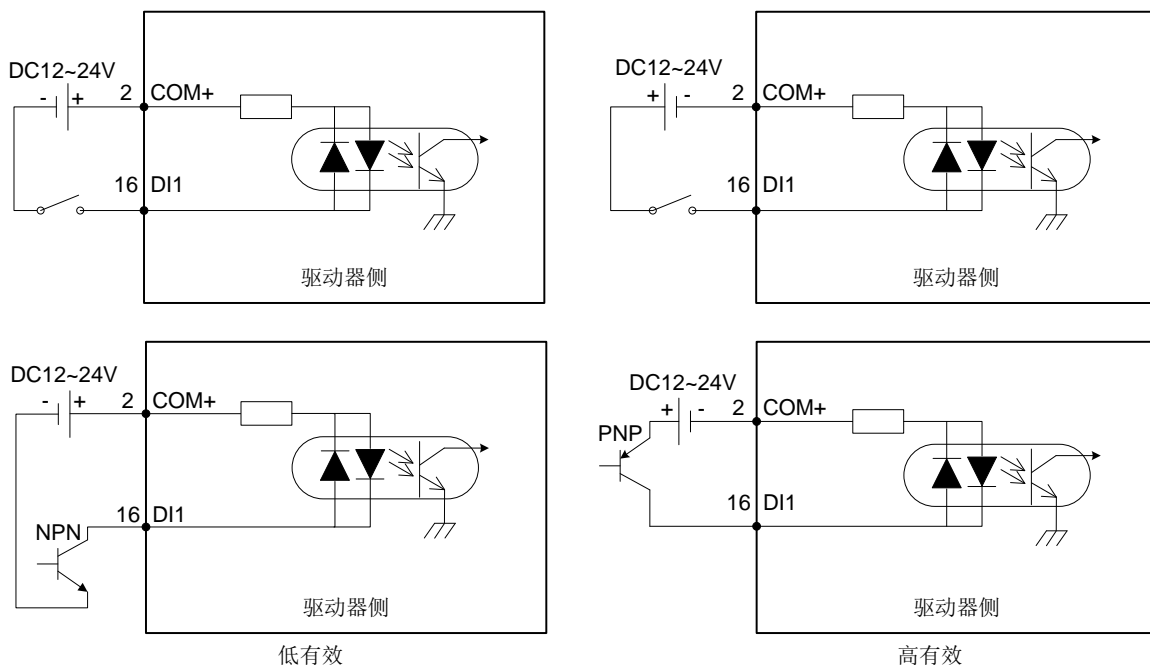 DC12~24V
- + 2 COM+
16 DI1
驱动器侧
DC12~24V
+ - 2 COM+
16 DI1
驱动器侧
DC12~24V
- + 2 COM+
16 DI1
NPN
驱动器侧
低有效
DC12~24V
+ - 2 COM+
PNP
16 DI1
驱动器侧
高有效